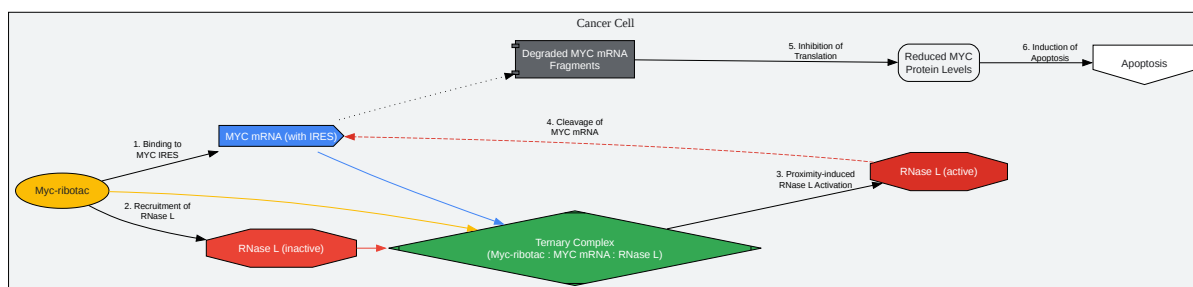 Cancer Cell
Degraded MYC mRNA
Fragments
5. Inhibition of
Translation
Reduced MYC
Protein Levels
6. Induction of
Apoptosis
Apoptosis
MYC mRNA (with IRES)
4. Cleavage of
MYC mRNA
1. Binding to
MYC IRES
Myc-ribotac
2. Recruitment of
RNase L
RNase L (inactive)
Ternary Complex
(Myc-ribotac : MYC mRNA : RNase L)
3. Proximity-induced
RNase L Activation
RNase L (active)